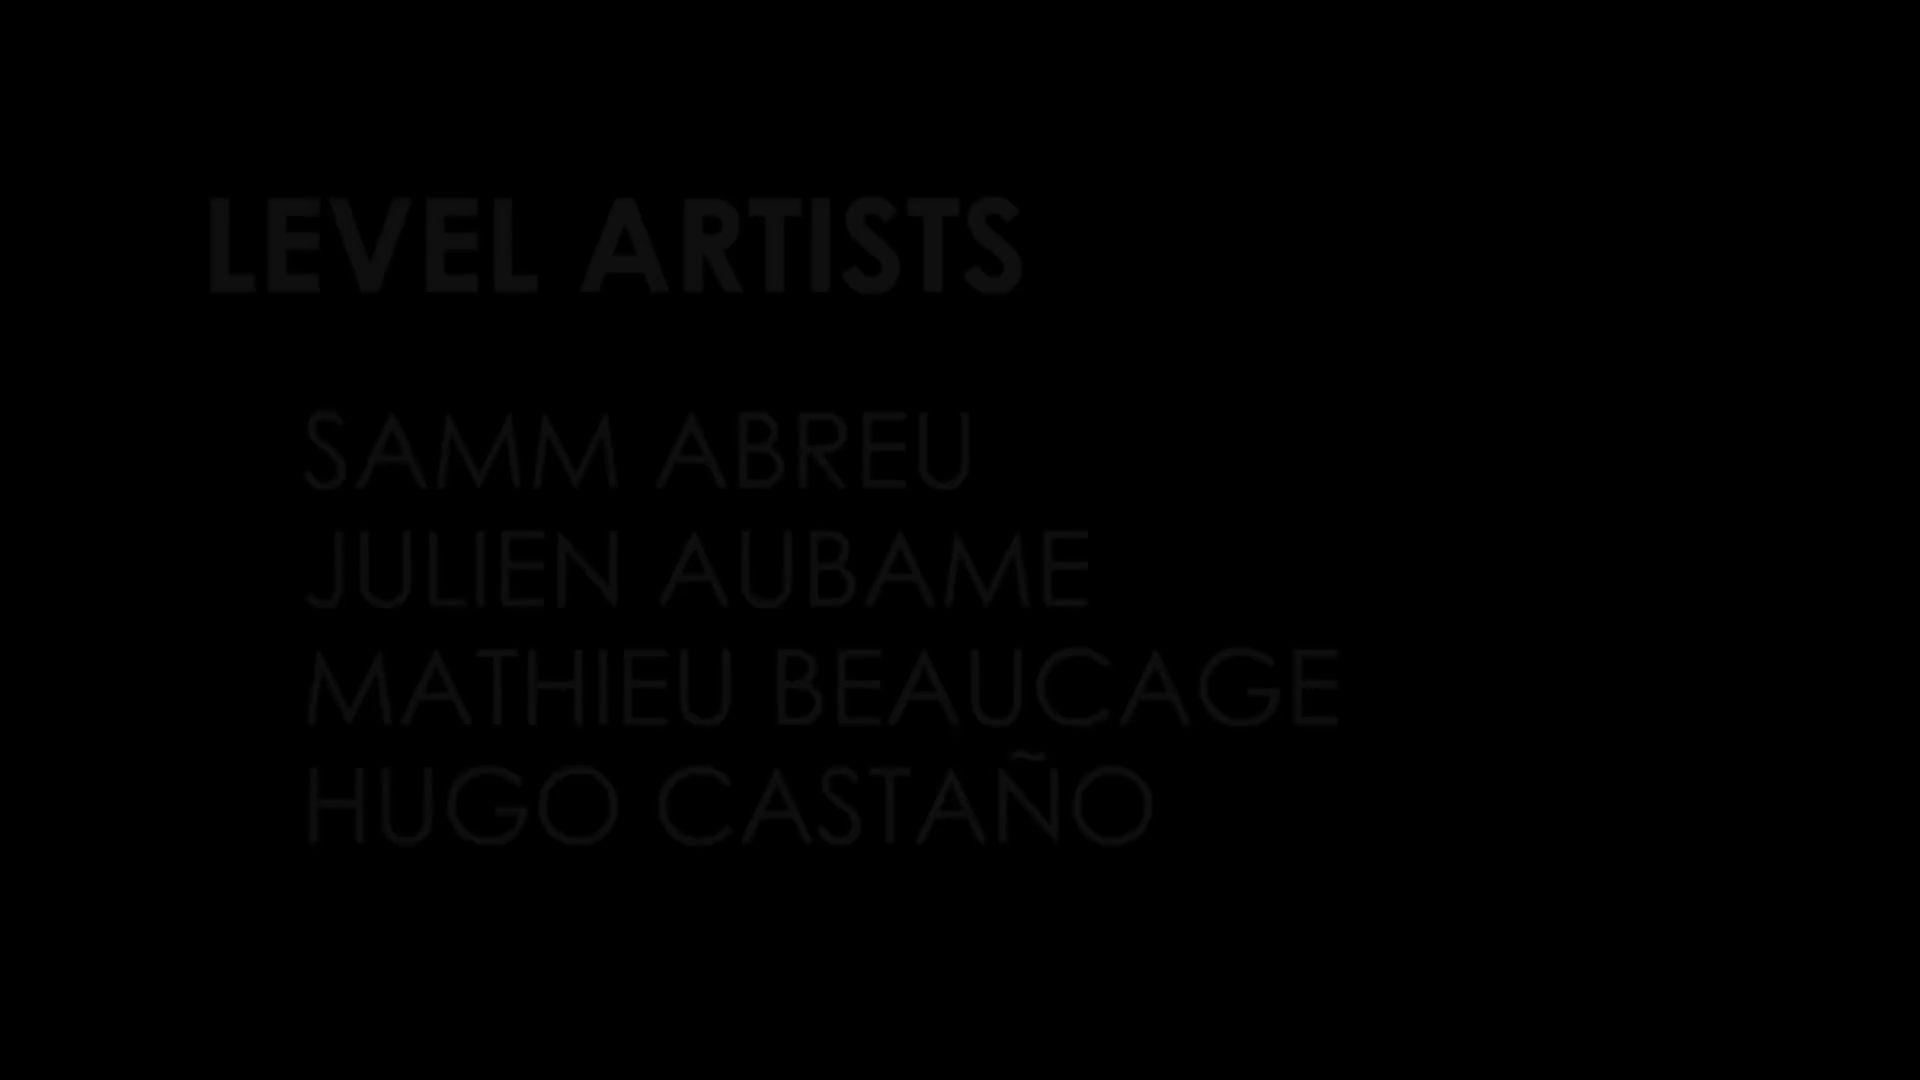 LEVEL ARTISTS
SAMM ABREU
JULIEN AUBAME
MATHIEU BEAUCAGE
HUGO CASTAÑO